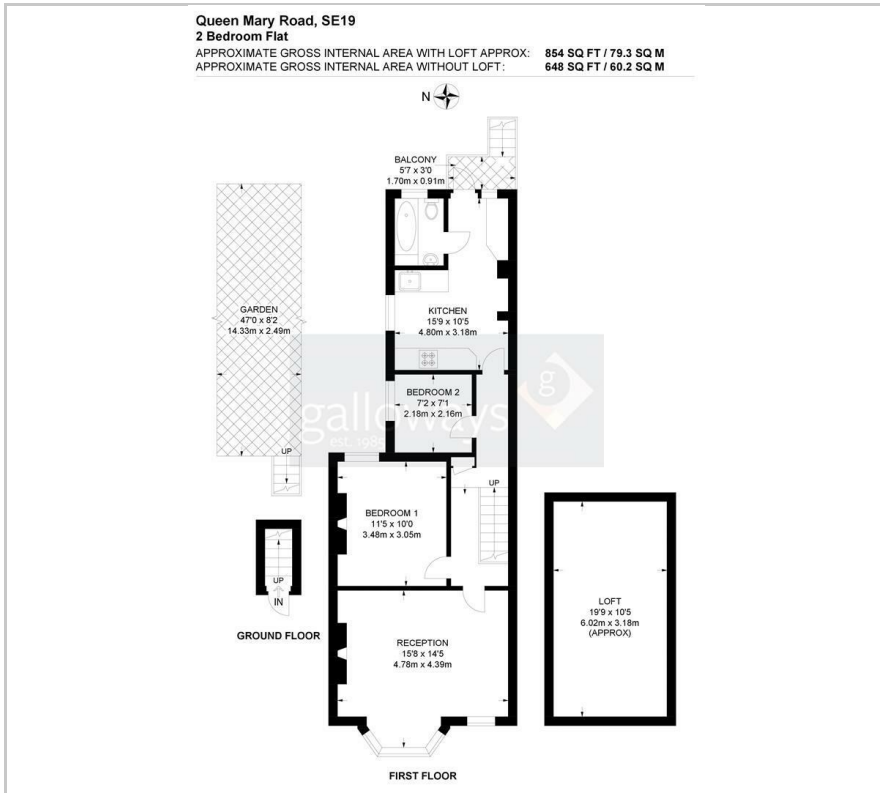 Queen Mary Road, SE19
2 Bedroom Flat
APPROXIMATE GROSS INTERNAL AREA WITH LOFT APPROX: 854 SQ FT / 79.3 SQ M
APPROXIMATE GROSS INTERNAL AREA WITHOUT LOFT: 648 SQ FT / 60.2 SQ M
N
BALCONY
5'7 x 3'0
1.70m x 0.91m
GARDEN
47'0 x 8'2
14.33m x 2.49m
UP
KITCHEN
15'9 x 10'5
4.80m x 3.18m
BEDROOM 2
7'2 x 7'1
2.18m x 2.16m
galloways
est. 1985
g
UP
BEDROOM 1
11'5 x 10'0
3.48m x 3.05m
UP
IN
GROUND FLOOR
LOFT
19'9 x 10'5
6.02m x 3.18m
(APPROX)
RECEPTION
15'8 x 14'5
4.78m x 4.39m
FIRST FLOOR